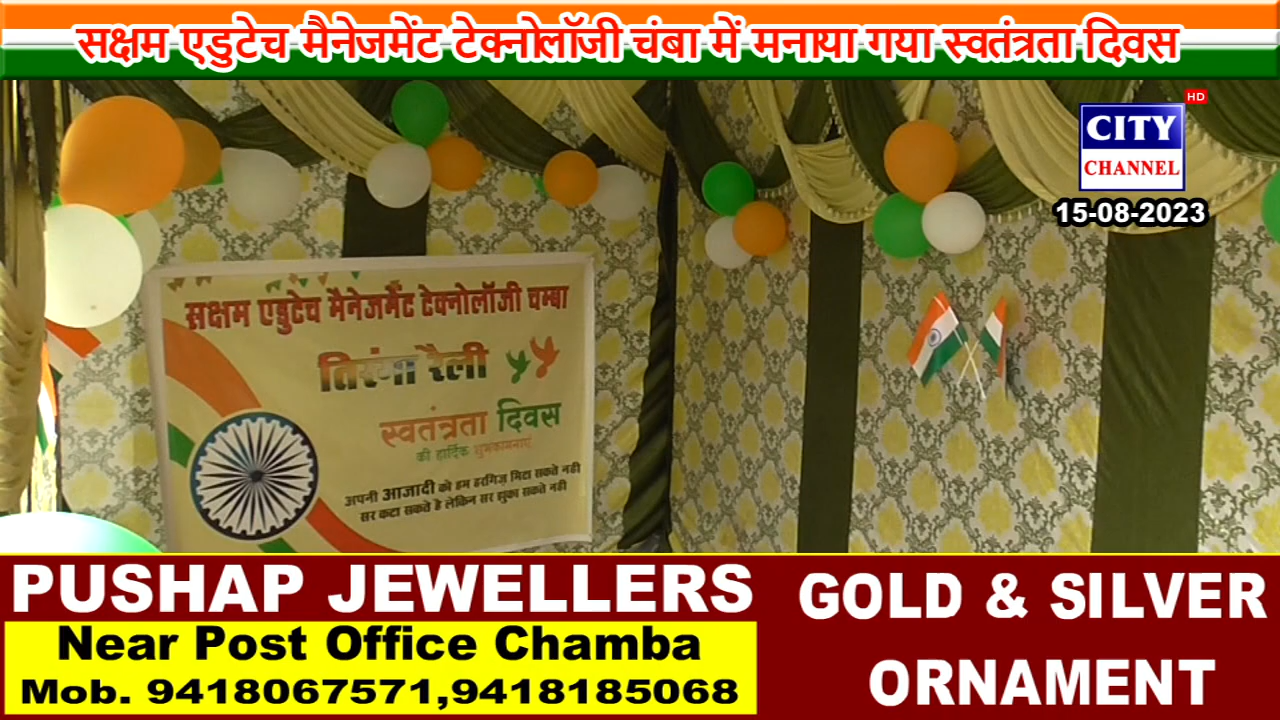 सक्षम एडुटेच मैनेजमेंट टेक्नोलॉजी चंबा में मनाया गया स्वतंत्रता दिवस
HD
CITY
CHANNEL
15-08-2023
सक्षम एडुटेच मैनेजमैंट टेक्नोलॉजी चम्बा
तिरंगा रैली
स्वतंत्रता दिवस
की हार्दिक शुभकामनाएं
अपनी आजादी को हम हरगिज़ मिटा सकते नही
सर कटा सकते है लेकिन सर झुका सकते नही
PUSHAP JEWELLERS
Near Post Office Chamba
Mob. 9418067571,9418185068
GOLD & SILVER
ORNAMENT